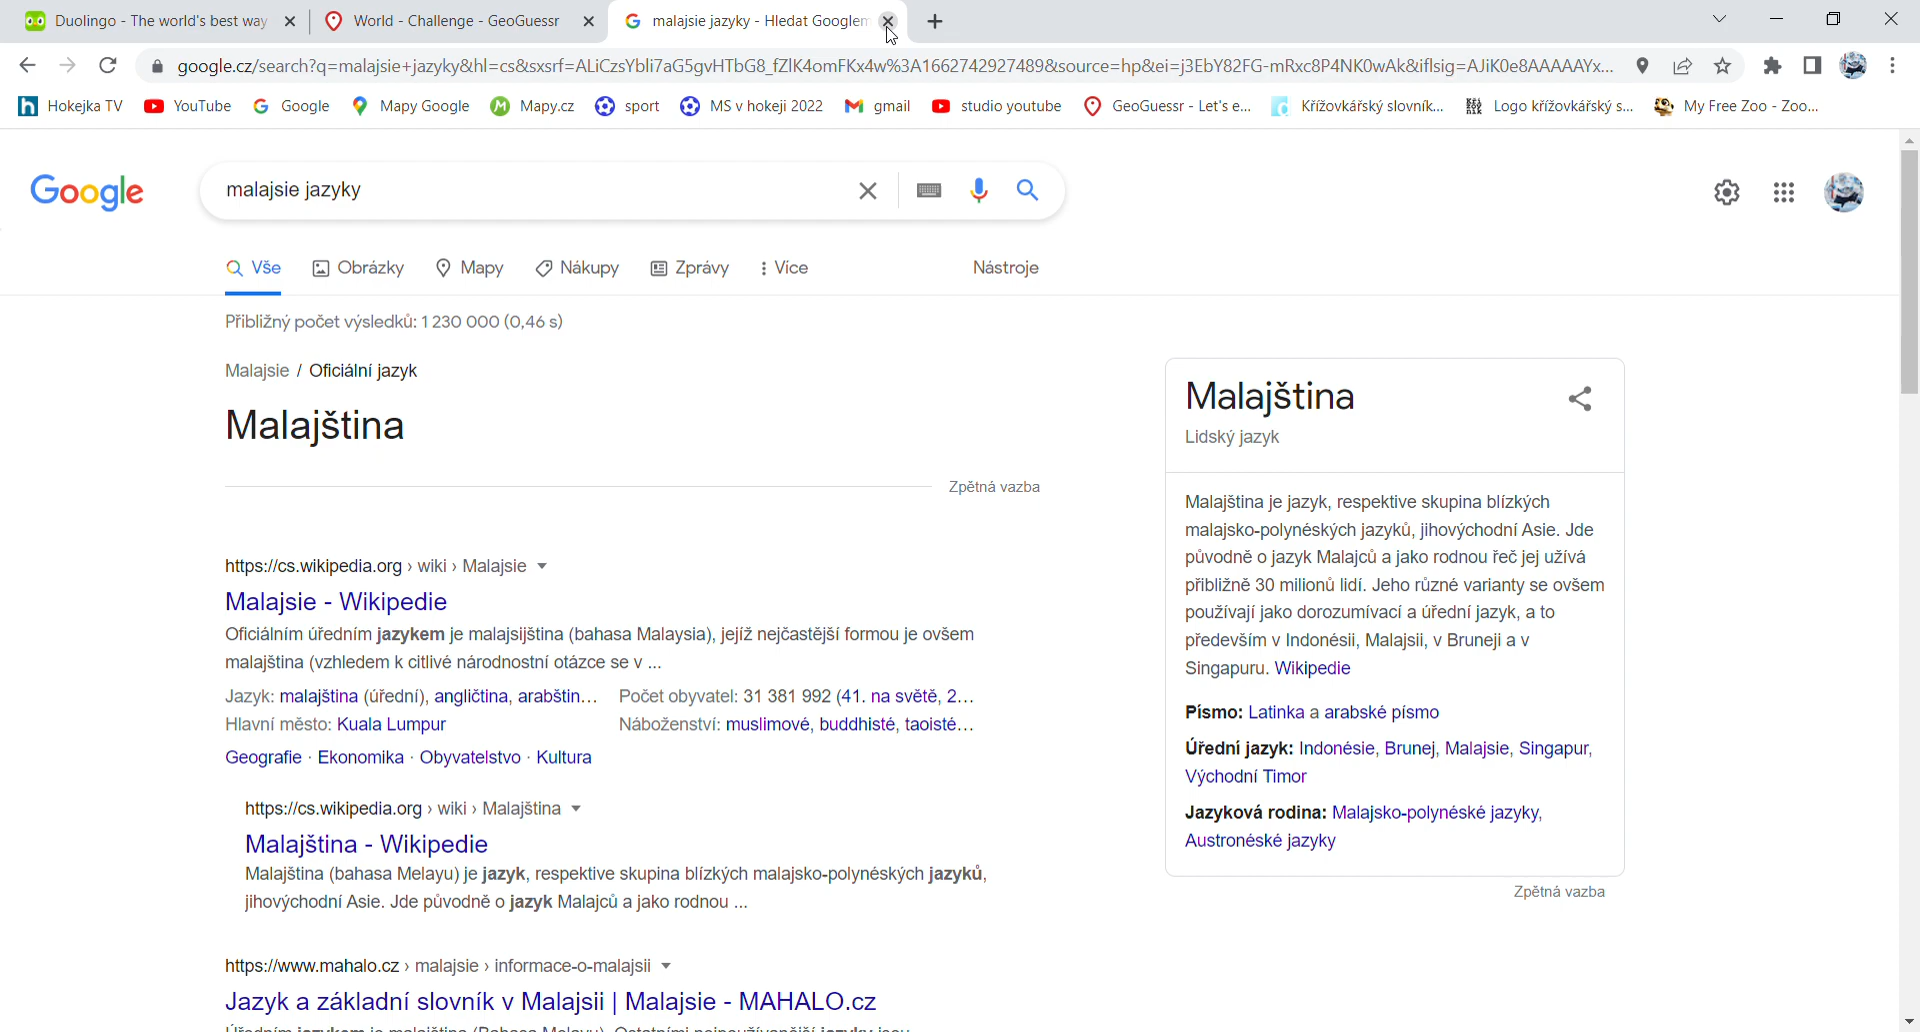 Duolingo - The world's best way
World - Challenge - GeoGuessr
malajsie jazyky - Hledat Googlem
google.cz/search?q=malajsie+jazyky&hl=cs&sxsrf=ALiCzsYbli7aG5gvHTbG8_fZlK4omFKx4w%3A1662742927489&source=hp&ei=j3EbY82FG-mRxc8P4NK0wAk&iflsig=AJiK0e8AAAAAYx...
Hokejka TV
YouTube
Google
Mapy Google
Mapy.cz
sport
MS v hokeji 2022
gmail
studio youtube
GeoGuessr - Let's e...
Křížovkářský slovník...
Logo křížovkářský s...
My Free Zoo - Zoo...
Google
malajsie jazyky
Vše
Obrázky
Mapy
Nákupy
Zprávy
Více
Nástroje
Přibližný počet výsledků: 1 230 000 (0,46 s)
Malajsie / Oficiální jazyk
Malajština
Zpětná vazba
https://cs.wikipedia.org › wiki › Malajsie
Malajsie - Wikipedie
Oficiálním úředním jazykem je malajsijština (bahasa Malaysia), jejíž nejčastější formou je ovšem
malajština (vzhledem k citlivé národnostní otázce se v ...
Jazyk: malajština (úřední), angličtina, arabštin...
Počet obyvatel: 31 381 992 (41. na světě, 2...
Hlavní město: Kuala Lumpur
Náboženství: muslimové, buddhisté, taoisté...
Geografie · Ekonomika · Obyvatelstvo · Kultura
https://cs.wikipedia.org › wiki › Malajština
Malajština - Wikipedie
Malajština (bahasa Melayu) je jazyk, respektive skupina blízkých malajsko-polynéských jazyků,
jihovýchodní Asie. Jde původně o jazyk Malajců a jako rodnou ...
https://www.mahalo.cz › malajsie › informace-o-malajsii
Jazyk a základní slovník v Malajsii | Malajsie - MAHALO.cz
Malajština
Lidský jazyk
Malajština je jazyk, respektive skupina blízkých
malajsko-polynéských jazyků, jihovýchodní Asie. Jde
původně o jazyk Malajců a jako rodnou řeč jej užívá
přibližně 30 milionů lidí. Jeho různé varianty se ovšem
používají jako dorozumívací a úřední jazyk, a to
především v Indonésii, Malajsii, v Bruneji a v
Singapuru. Wikipedie
Písmo: Latinka a arabské písmo
Úřední jazyk: Indonésie, Brunej, Malajsie, Singapur,
Východní Timor
Jazyková rodina: Malajsko-polynéské jazyky,
Austronéské jazyky
Zpětná vazba